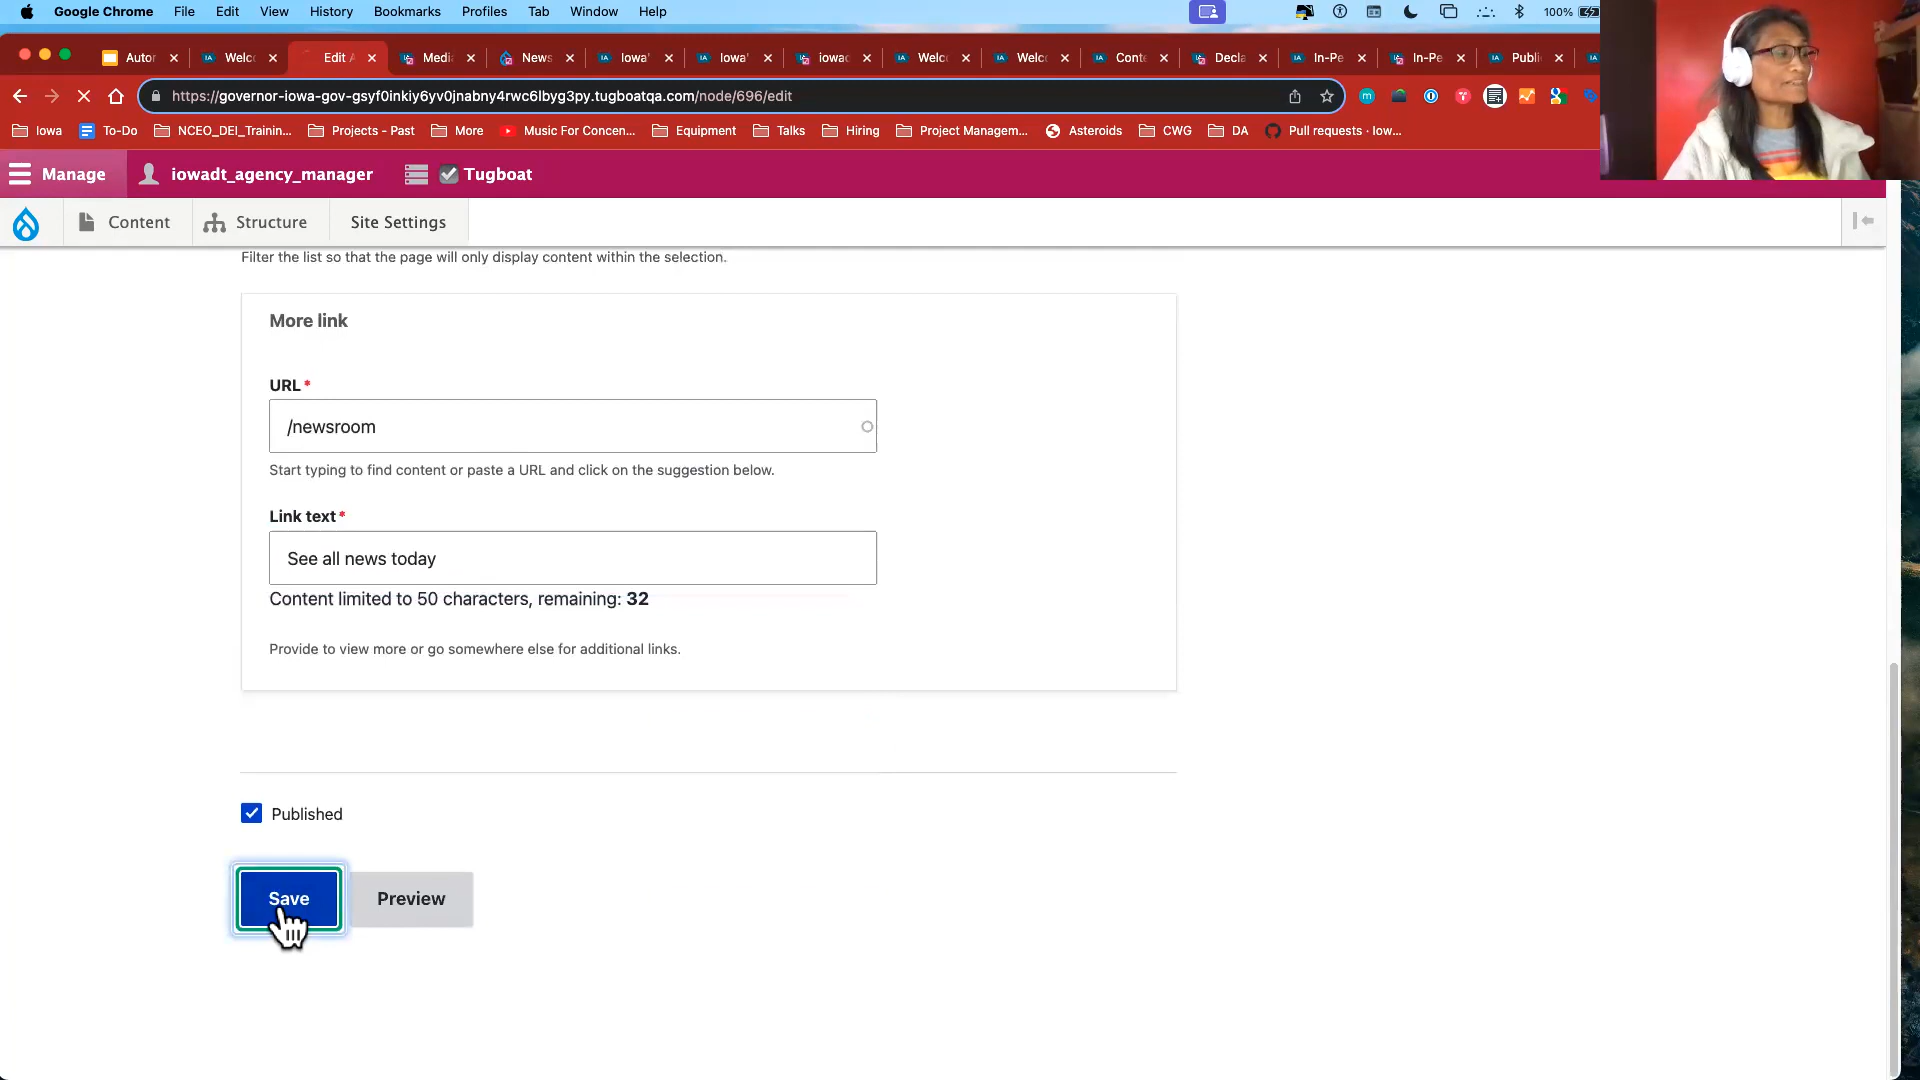 Google Chrome File Edit View History Bookmarks Profiles Tab Window Help 100%
Autor Welc Edit A Media News Iowa' Iowa' iowac Welc Welc Conte Decla In-Pe In-Pe Publi
https://governor-iowa-gov-gsyf0inkiy6yv0jnabny4rwc6lbyg3py.tugboatqa.com/node/696/edit
Iowa To-Do NCEO_DEI_Trainin... Projects - Past More Music For Concen... Equipment Talks Hiring Project Managem... Asteroids CWG DA Pull requests · Iow...
Manage iowadt_agency_manager Tugboat
Content Structure Site Settings
Filter the list so that the page will only display content within the selection.
More link
URL*
/newsroom
Start typing to find content or paste a URL and click on the suggestion below.
Link text*
See all news today
Content limited to 50 characters, remaining: 32
Provide to view more or go somewhere else for additional links.
Published
Save Preview